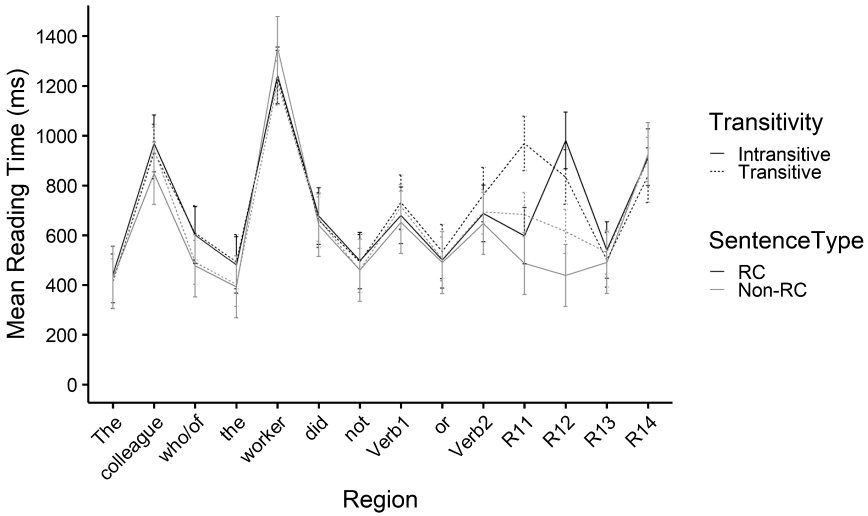 Mean Reading Time (ms)
1400
1200
1000
800
600
400
200
0
The
colleague
who/of
the
worker
did
not
Verb1
or
Verb2
R11
R12
R13
R14
Region
Transitivity
Intransitive
Transitive
SentenceType
RC
Non-RC